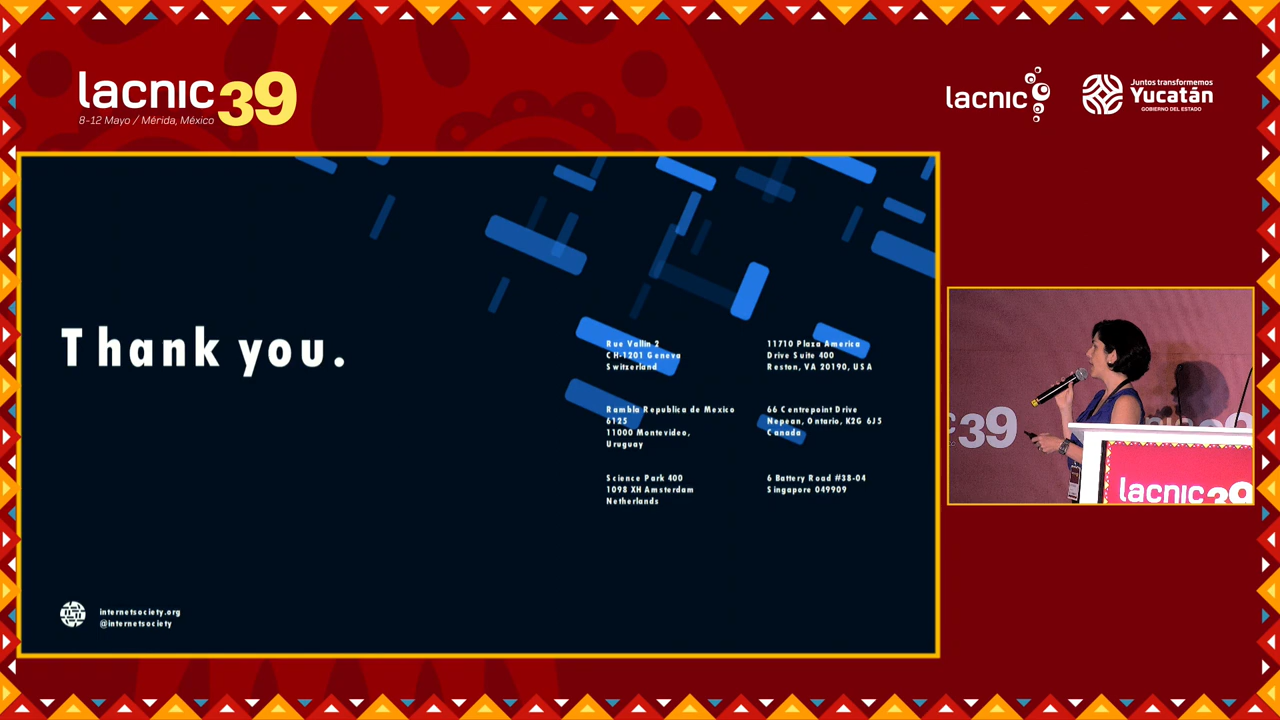 lacnic39
8-12 Mayo / Mérida, México
lacnic
Juntos transformemos
Yucatán
GOBIERNO DEL ESTADO
Thank you.
Rue Vallin 2
CH-1201 Geneva
Switzerland
11710 Plaza America
Drive Suite 400
Reston, VA 20190, USA
Rambla Republica de Mexico
6125
11000 Montevideo,
Uruguay
66 Centrepoint Drive
Nepean, Ontario, K2G 6J5
Canada
Science Park 400
1098 XH Amsterdam
Netherlands
6 Battery Road #38-04
Singapore 049909
internetsociety.org
@internetsociety
39
lacnic39